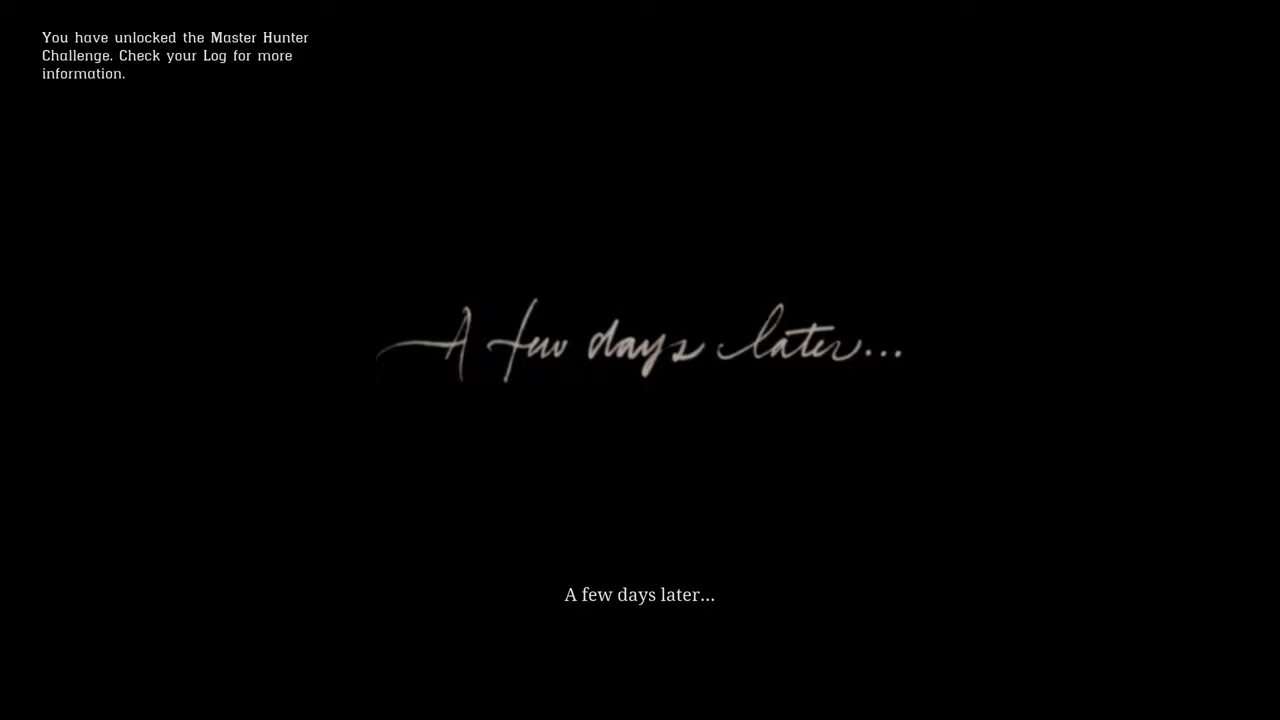 You have unlocked the Master Hunter
Challenge. Check your Log for more
information.
A few days later...
A few days later...